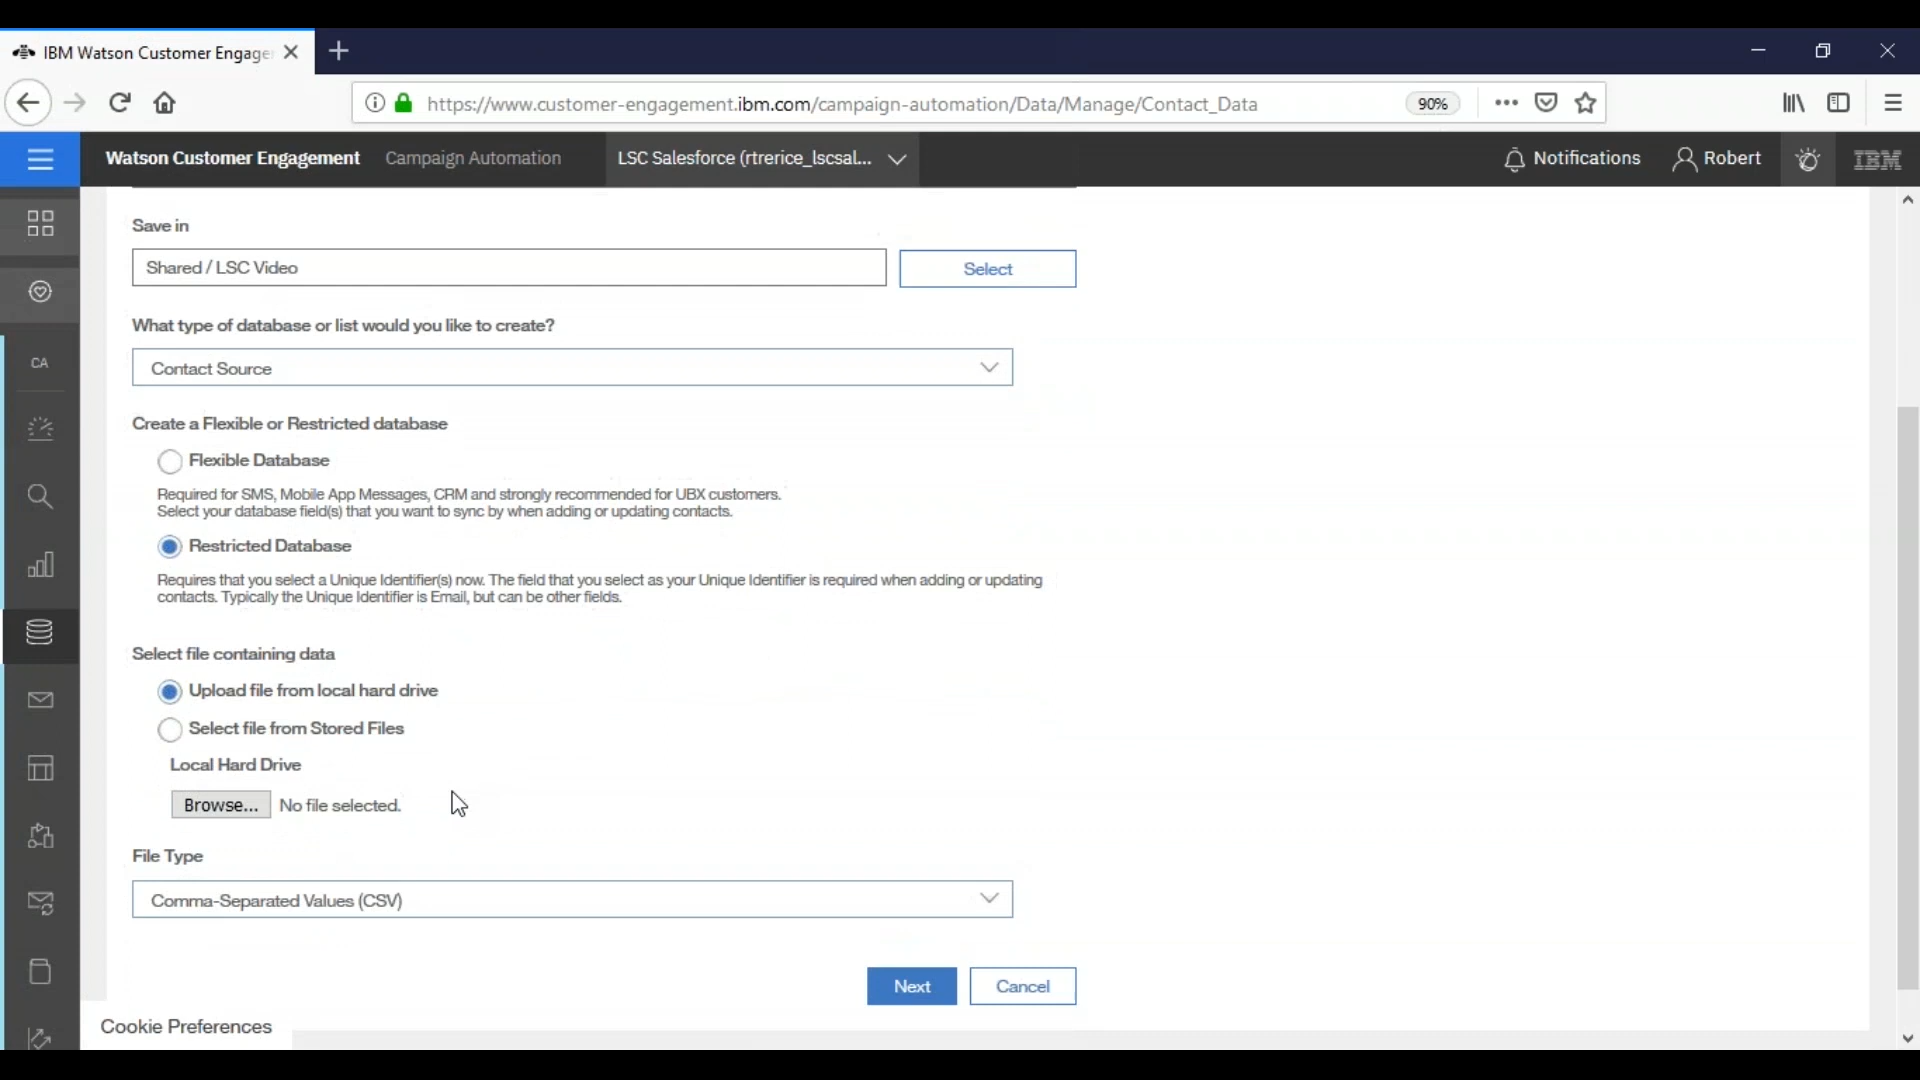 IBM Watson Customer Engage
https://www.customer-engagement.ibm.com/campaign-automation/Data/Manage/Contact_Data
90%
Watson Customer Engagement
Campaign Automation
LSC Salesforce (rtrerice_lscsal...
Notifications
Robert
IBM
CA
Save in
Shared / LSC Video
Select
What type of database or list would you like to create?
Contact Source
Create a Flexible or Restricted database
Flexible Database
Required for SMS, Mobile App Messages, CRM and strongly recommended for UBX customers.
Select your database field(s) that you want to sync by when adding or updating contacts.
Restricted Database
Requires that you select a Unique Identifier(s) now. The field that you select as your Unique Identifier is required when adding or updating
contacts. Typically the Unique Identifier is Email, but can be other fields.
Select file containing data
Upload file from local hard drive
Select file from Stored Files
Local Hard Drive
Browse... No file selected.
File Type
Comma-Separated Values (CSV)
Next
Cancel
Cookie Preferences